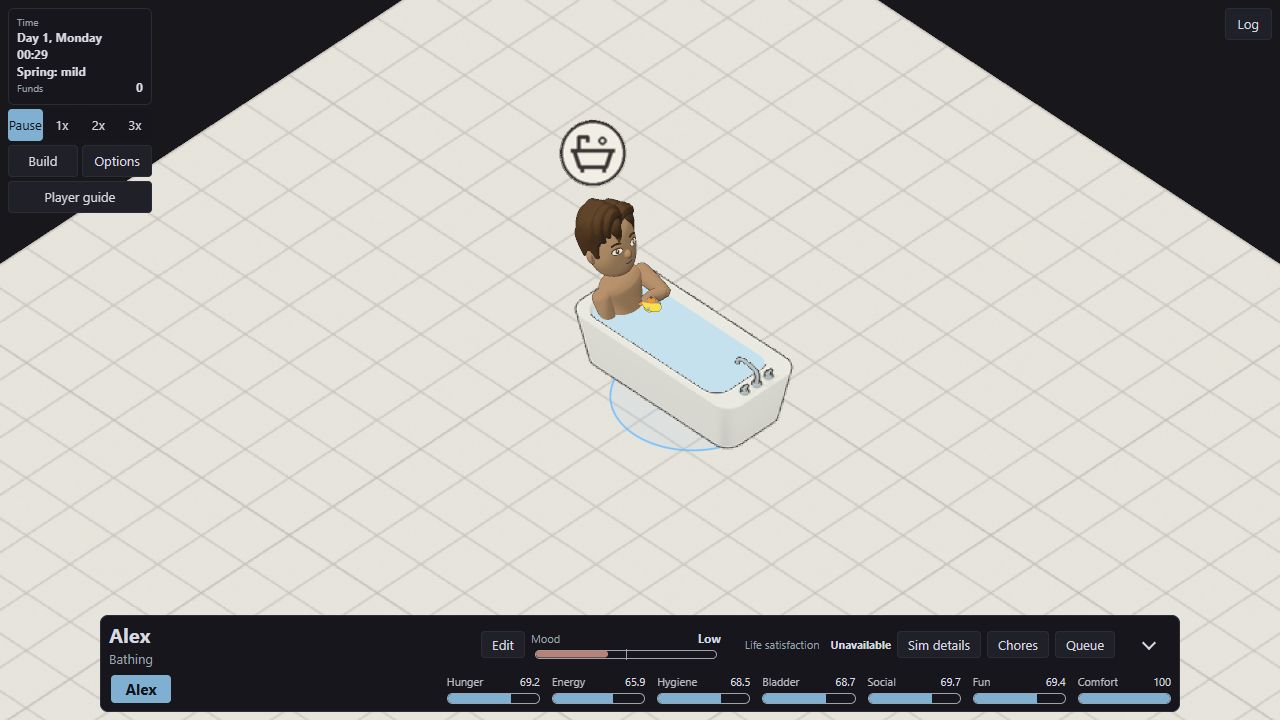 Time
Day 1, Monday
00:29
Spring: mild
Funds 0
Pause 1x 2x 3x
Build Options
Player guide
Log
Alex
Bathing
Alex
Edit
Mood Low
Life satisfaction Unavailable
Sim details
Chores
Queue
Hunger 69.2
Energy 65.9
Hygiene 68.5
Bladder 68.7
Social 69.7
Fun 69.4
Comfort 100